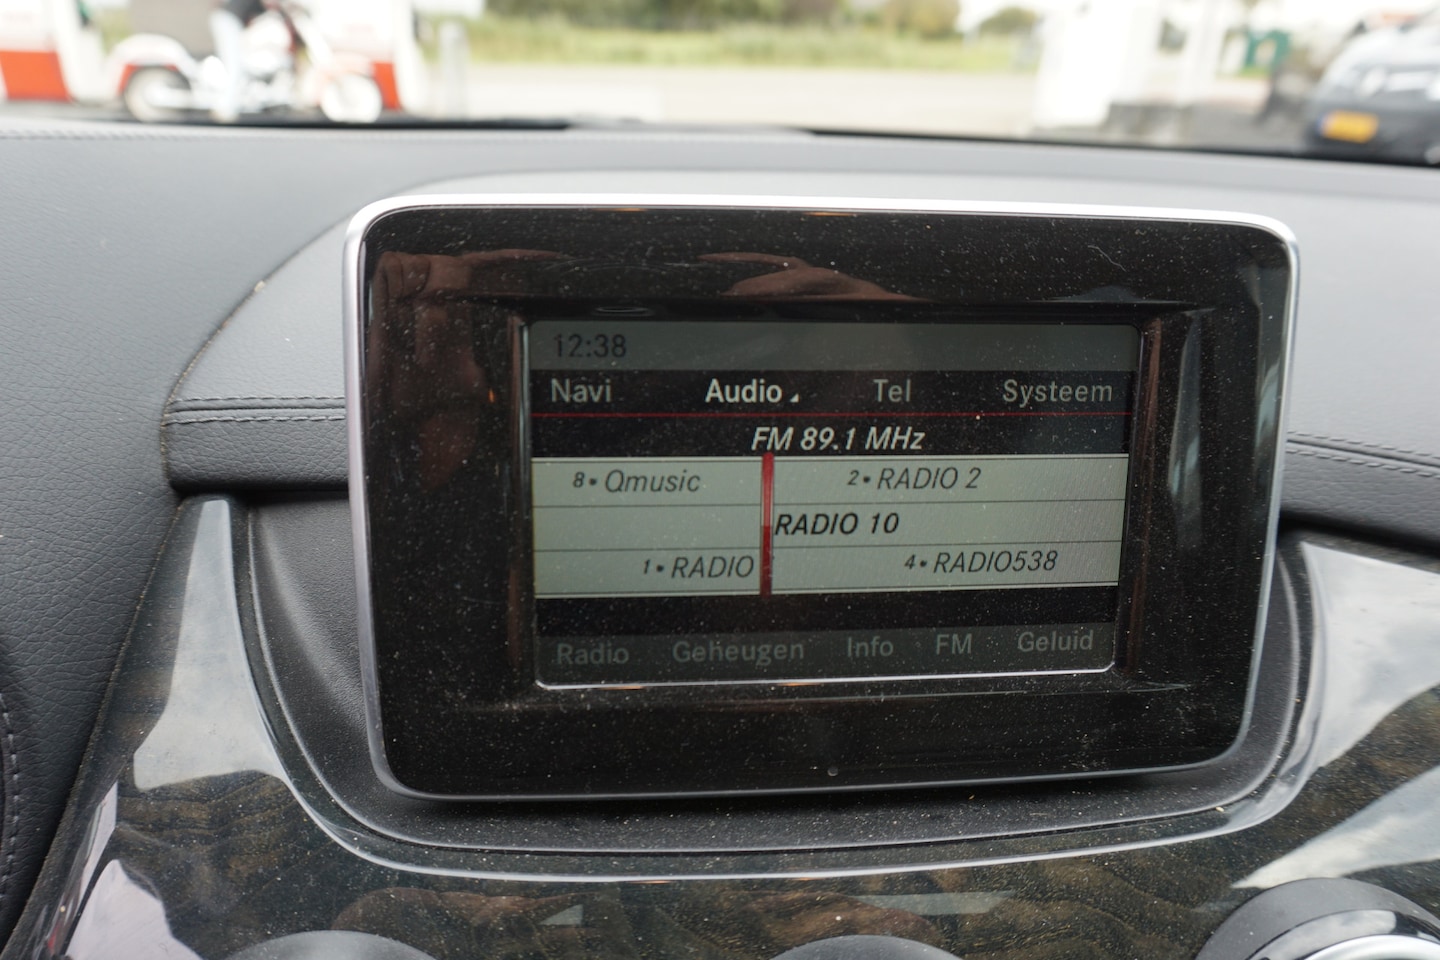 12:38
Navi Audio Tel Systeem
FM 89.1 MHz
8• Qmusic 2• RADIO 2
RADIO 10
1• RADIO 4• RADIO538
Radio Geheugen Info FM Geluid